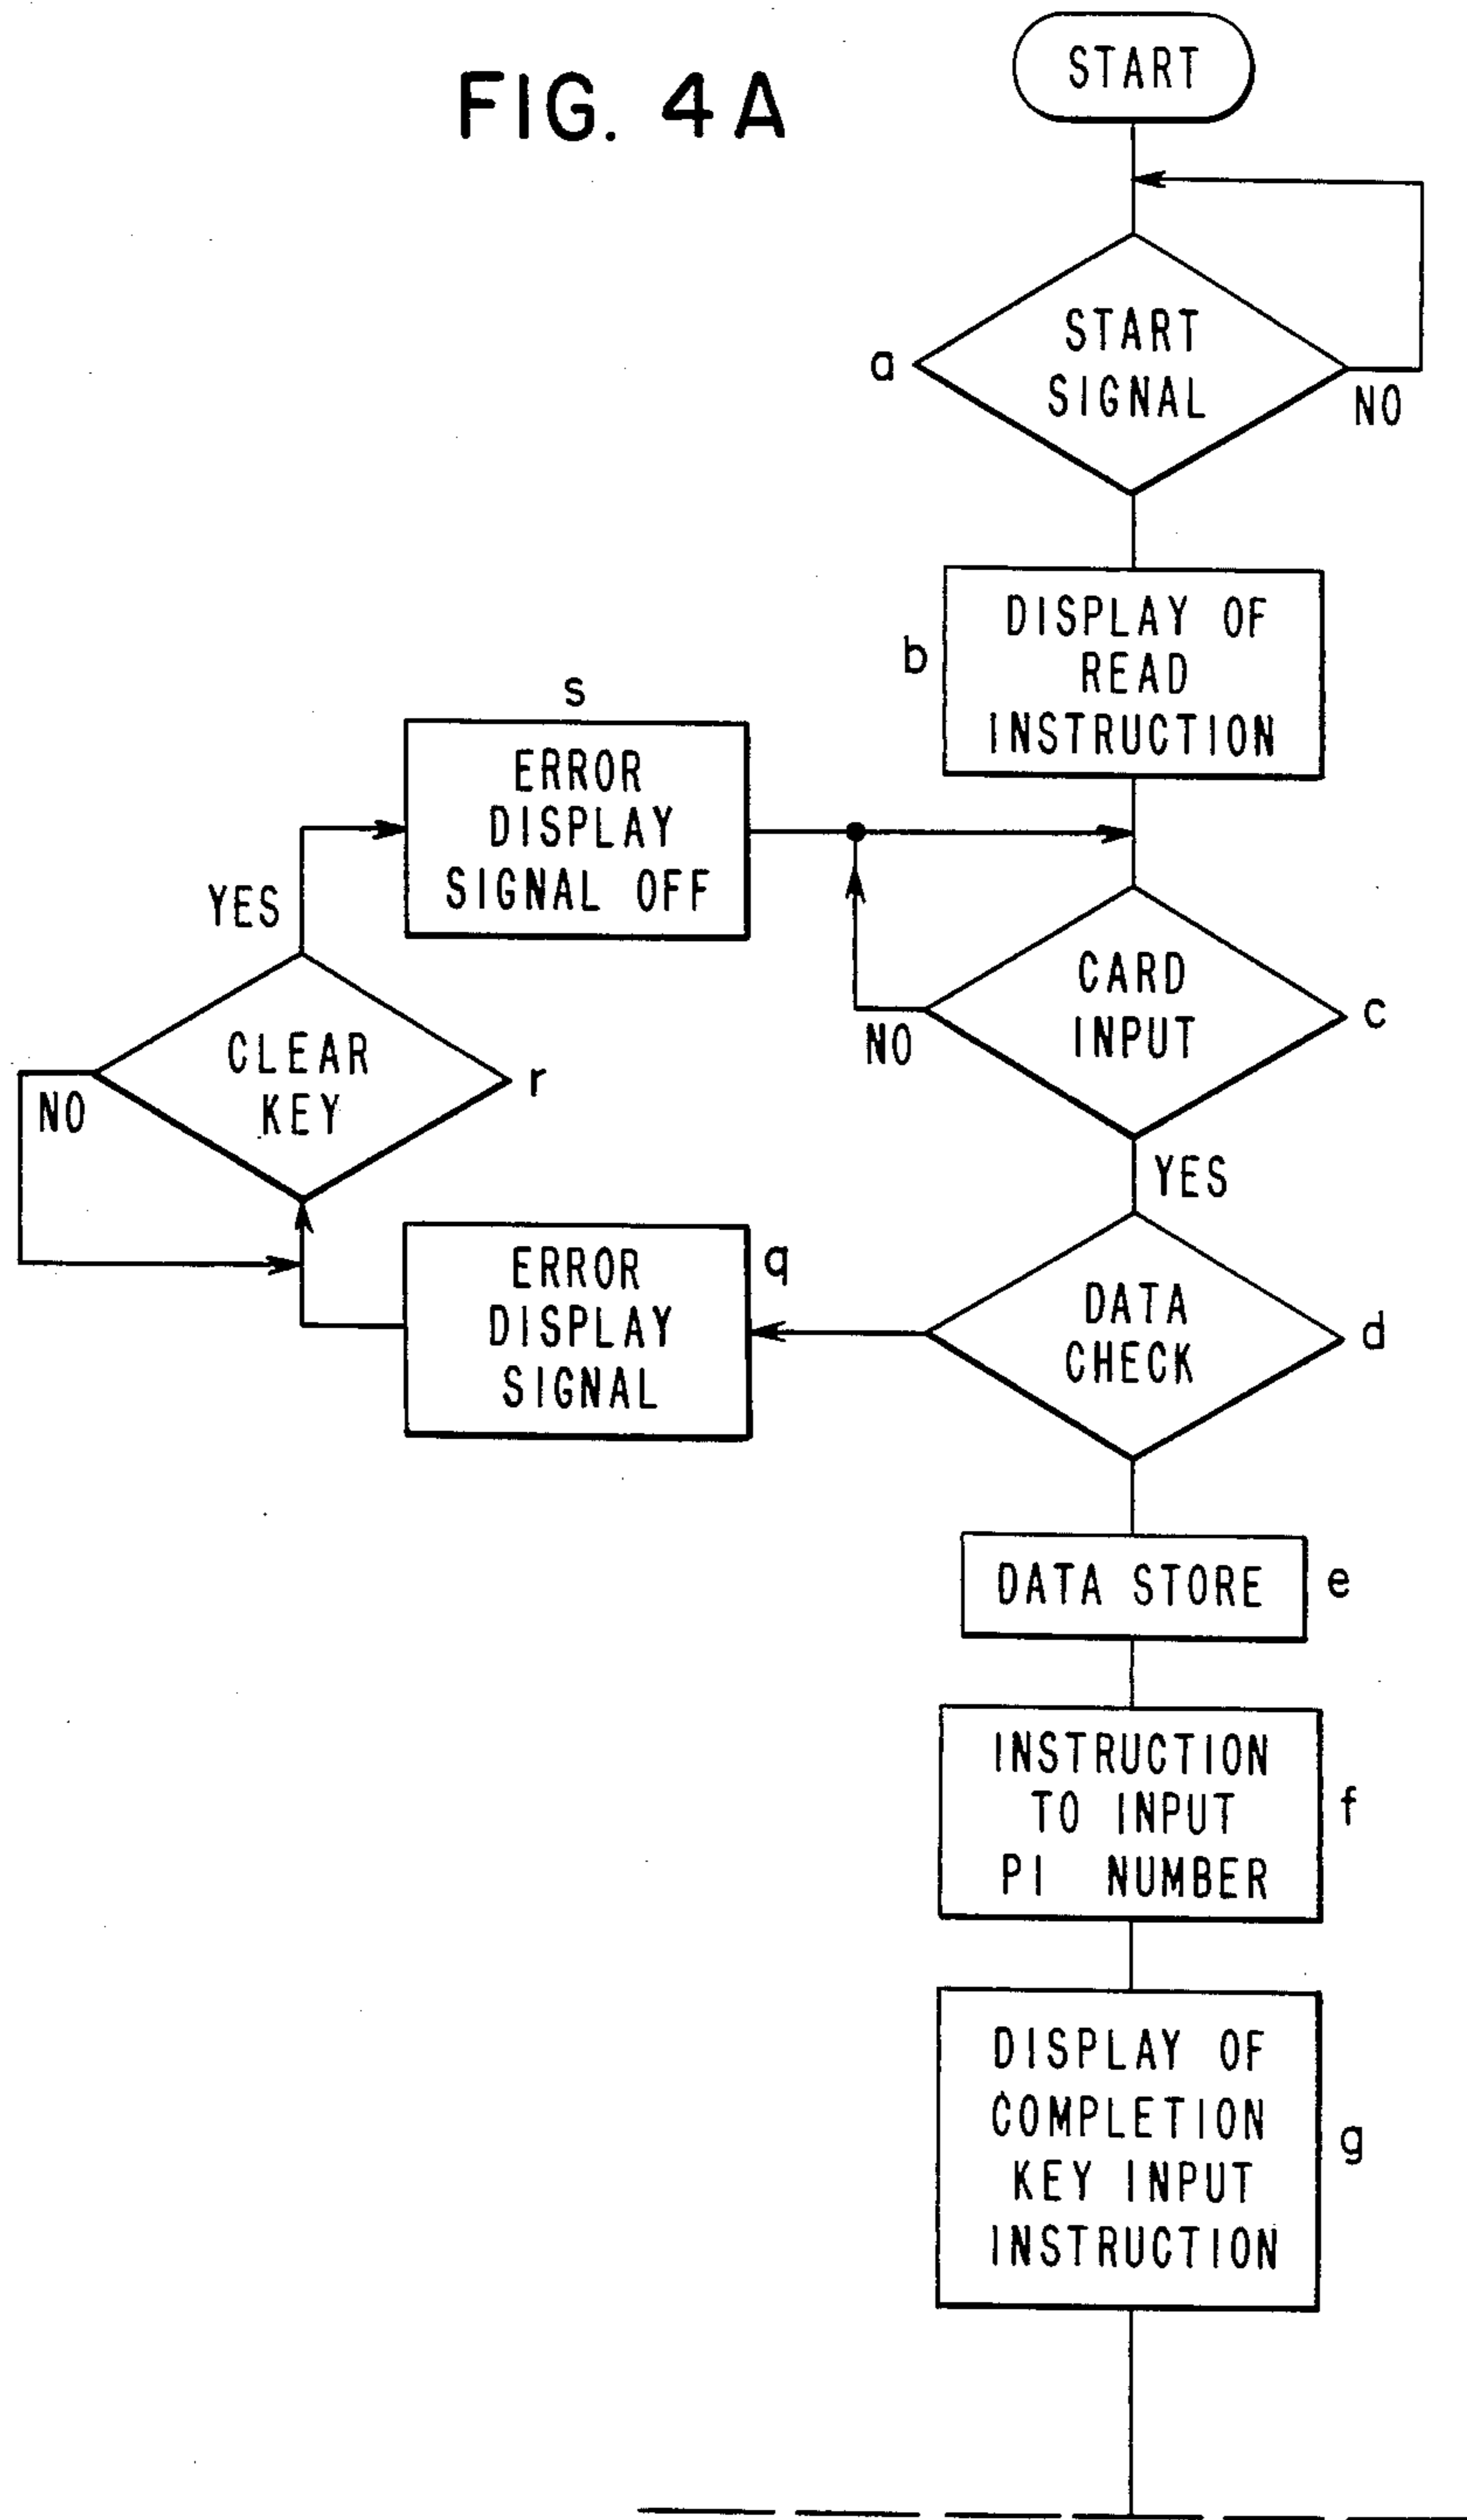 FIG. 4A
START
START
SIGNAL
a
NO
DISPLAY OF
READ
INSTRUCTION
b
s
ERROR
DISPLAY
SIGNAL OFF
YES
CARD
INPUT
c
NO
CLEAR
KEY
r
NO
YES
ERROR
DISPLAY
SIGNAL
q
DATA
CHECK
d
DATA STORE
e
INSTRUCTION
TO INPUT
PI NUMBER
f
DISPLAY OF
COMPLETION
KEY INPUT
INSTRUCTION
g